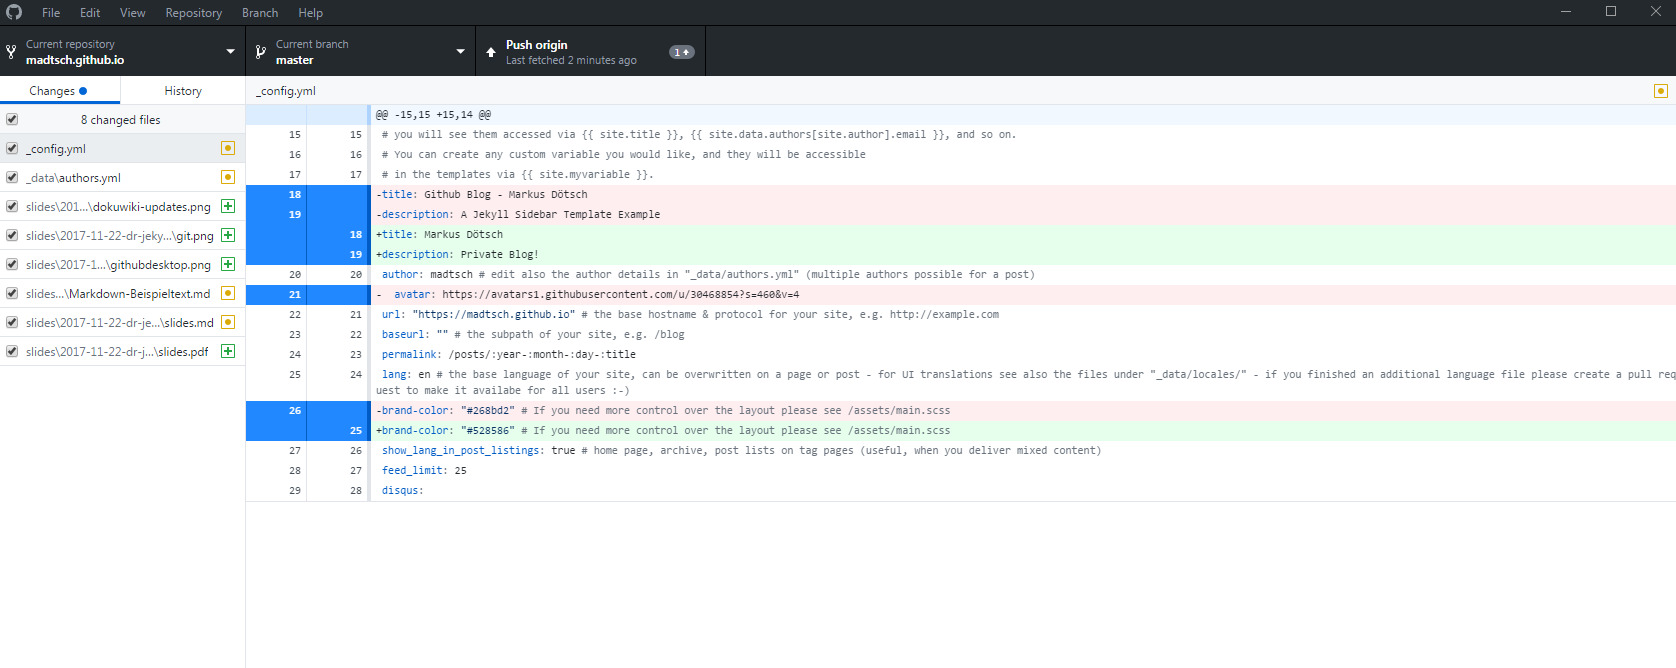 File Edit View Repository Branch Help
Current repository
madtsch.github.io
Current branch
master
Push origin
Last fetched 2 minutes ago
1
Changes
History
8 changed files
_config.yml
_data\authors.yml
slides\201...\dokuwiki-updates.png
slides\2017-11-22-dr-jeky...\git.png
slides\2017-1...\githubdesktop.png
slides...\Markdown-Beispieltext.md
slides\2017-11-22-dr-je...\slides.md
slides\2017-11-22-dr-j...\slides.pdf
_config.yml
@@ -15,15 +15,14 @@
15 15 # you will see them accessed via {{ site.title }}, {{ site.data.authors[site.author].email }}, and so on.
16 16 # You can create any custom variable you would like, and they will be accessible
17 17 # in the templates via {{ site.myvariable }}.
18 -title: Github Blog - Markus Dötsch
19 -description: A Jekyll Sidebar Template Example
18 +title: Markus Dötsch
19 +description: Private Blog!
20 20 author: madtsch # edit also the author details in "_data/authors.yml" (multiple authors possible for a post)
21 -  avatar: https://avatars1.githubusercontent.com/u/30468854?s=460&v=4
22 21 url: "https://madtsch.github.io" # the base hostname & protocol for your site, e.g. http://example.com
23 22 baseurl: "" # the subpath of your site, e.g. /blog
24 23 permalink: /posts/:year-:month-:day-:title
25 24 lang: en # the base language of your site, can be overwritten on a page or post - for UI translations see also the files under "_data/locales/" - if you finished an additional language file please create a pull req
uest to make it availabe for all users :-)
26 -brand-color: "#268bd2" # If you need more control over the layout please see /assets/main.scss
25 +brand-color: "#528586" # If you need more control over the layout please see /assets/main.scss
27 26 show_lang_in_post_listings: true # home page, archive, post lists on tag pages (useful, when you deliver mixed content)
28 27 feed_limit: 25
29 28 disqus: